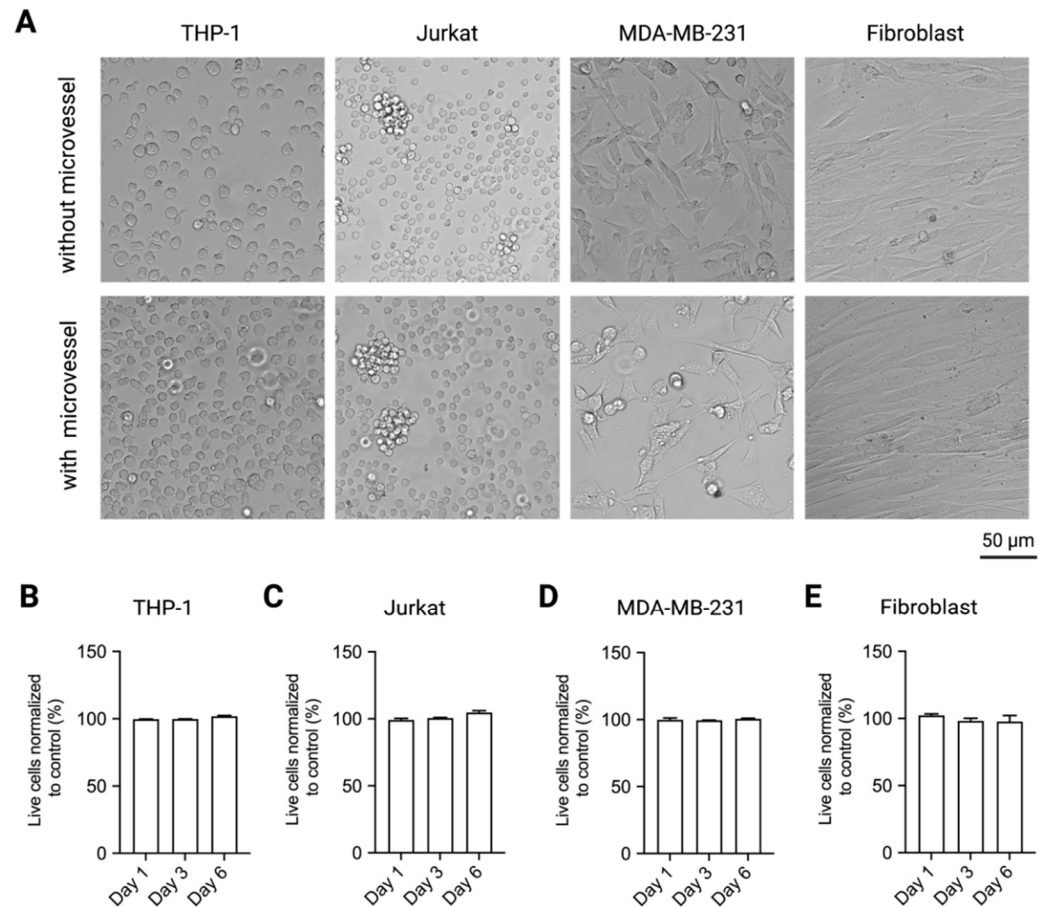 A
THP-1
Jurkat
MDA-MB-231
Fibroblast
without microvessel
with microvessel
50 µm
B
THP-1
Live cells normalized
to control (%)
150
100
50
0
Day 1
Day 3
Day 6
C
Jurkat
Live cells normalized
to control (%)
150
100
50
0
Day 1
Day 3
Day 6
D
MDA-MB-231
Live cells normalized
to control (%)
150
100
50
0
Day 1
Day 3
Day 6
E
Fibroblast
Live cells normalized
to control (%)
150
100
50
0
Day 1
Day 3
Day 6